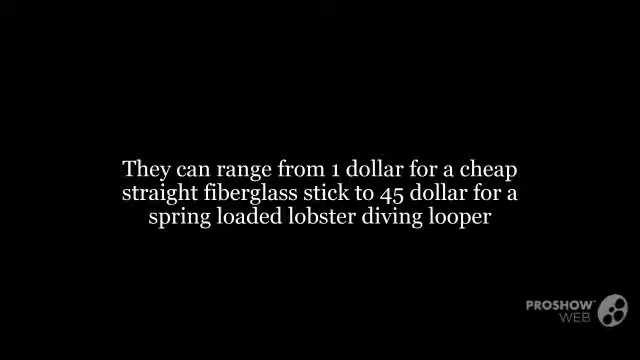 They can range from 1 dollar for a cheap
straight fiberglass stick to 45 dollar for a
spring loaded lobster diving looper
PROSHOW
WEB